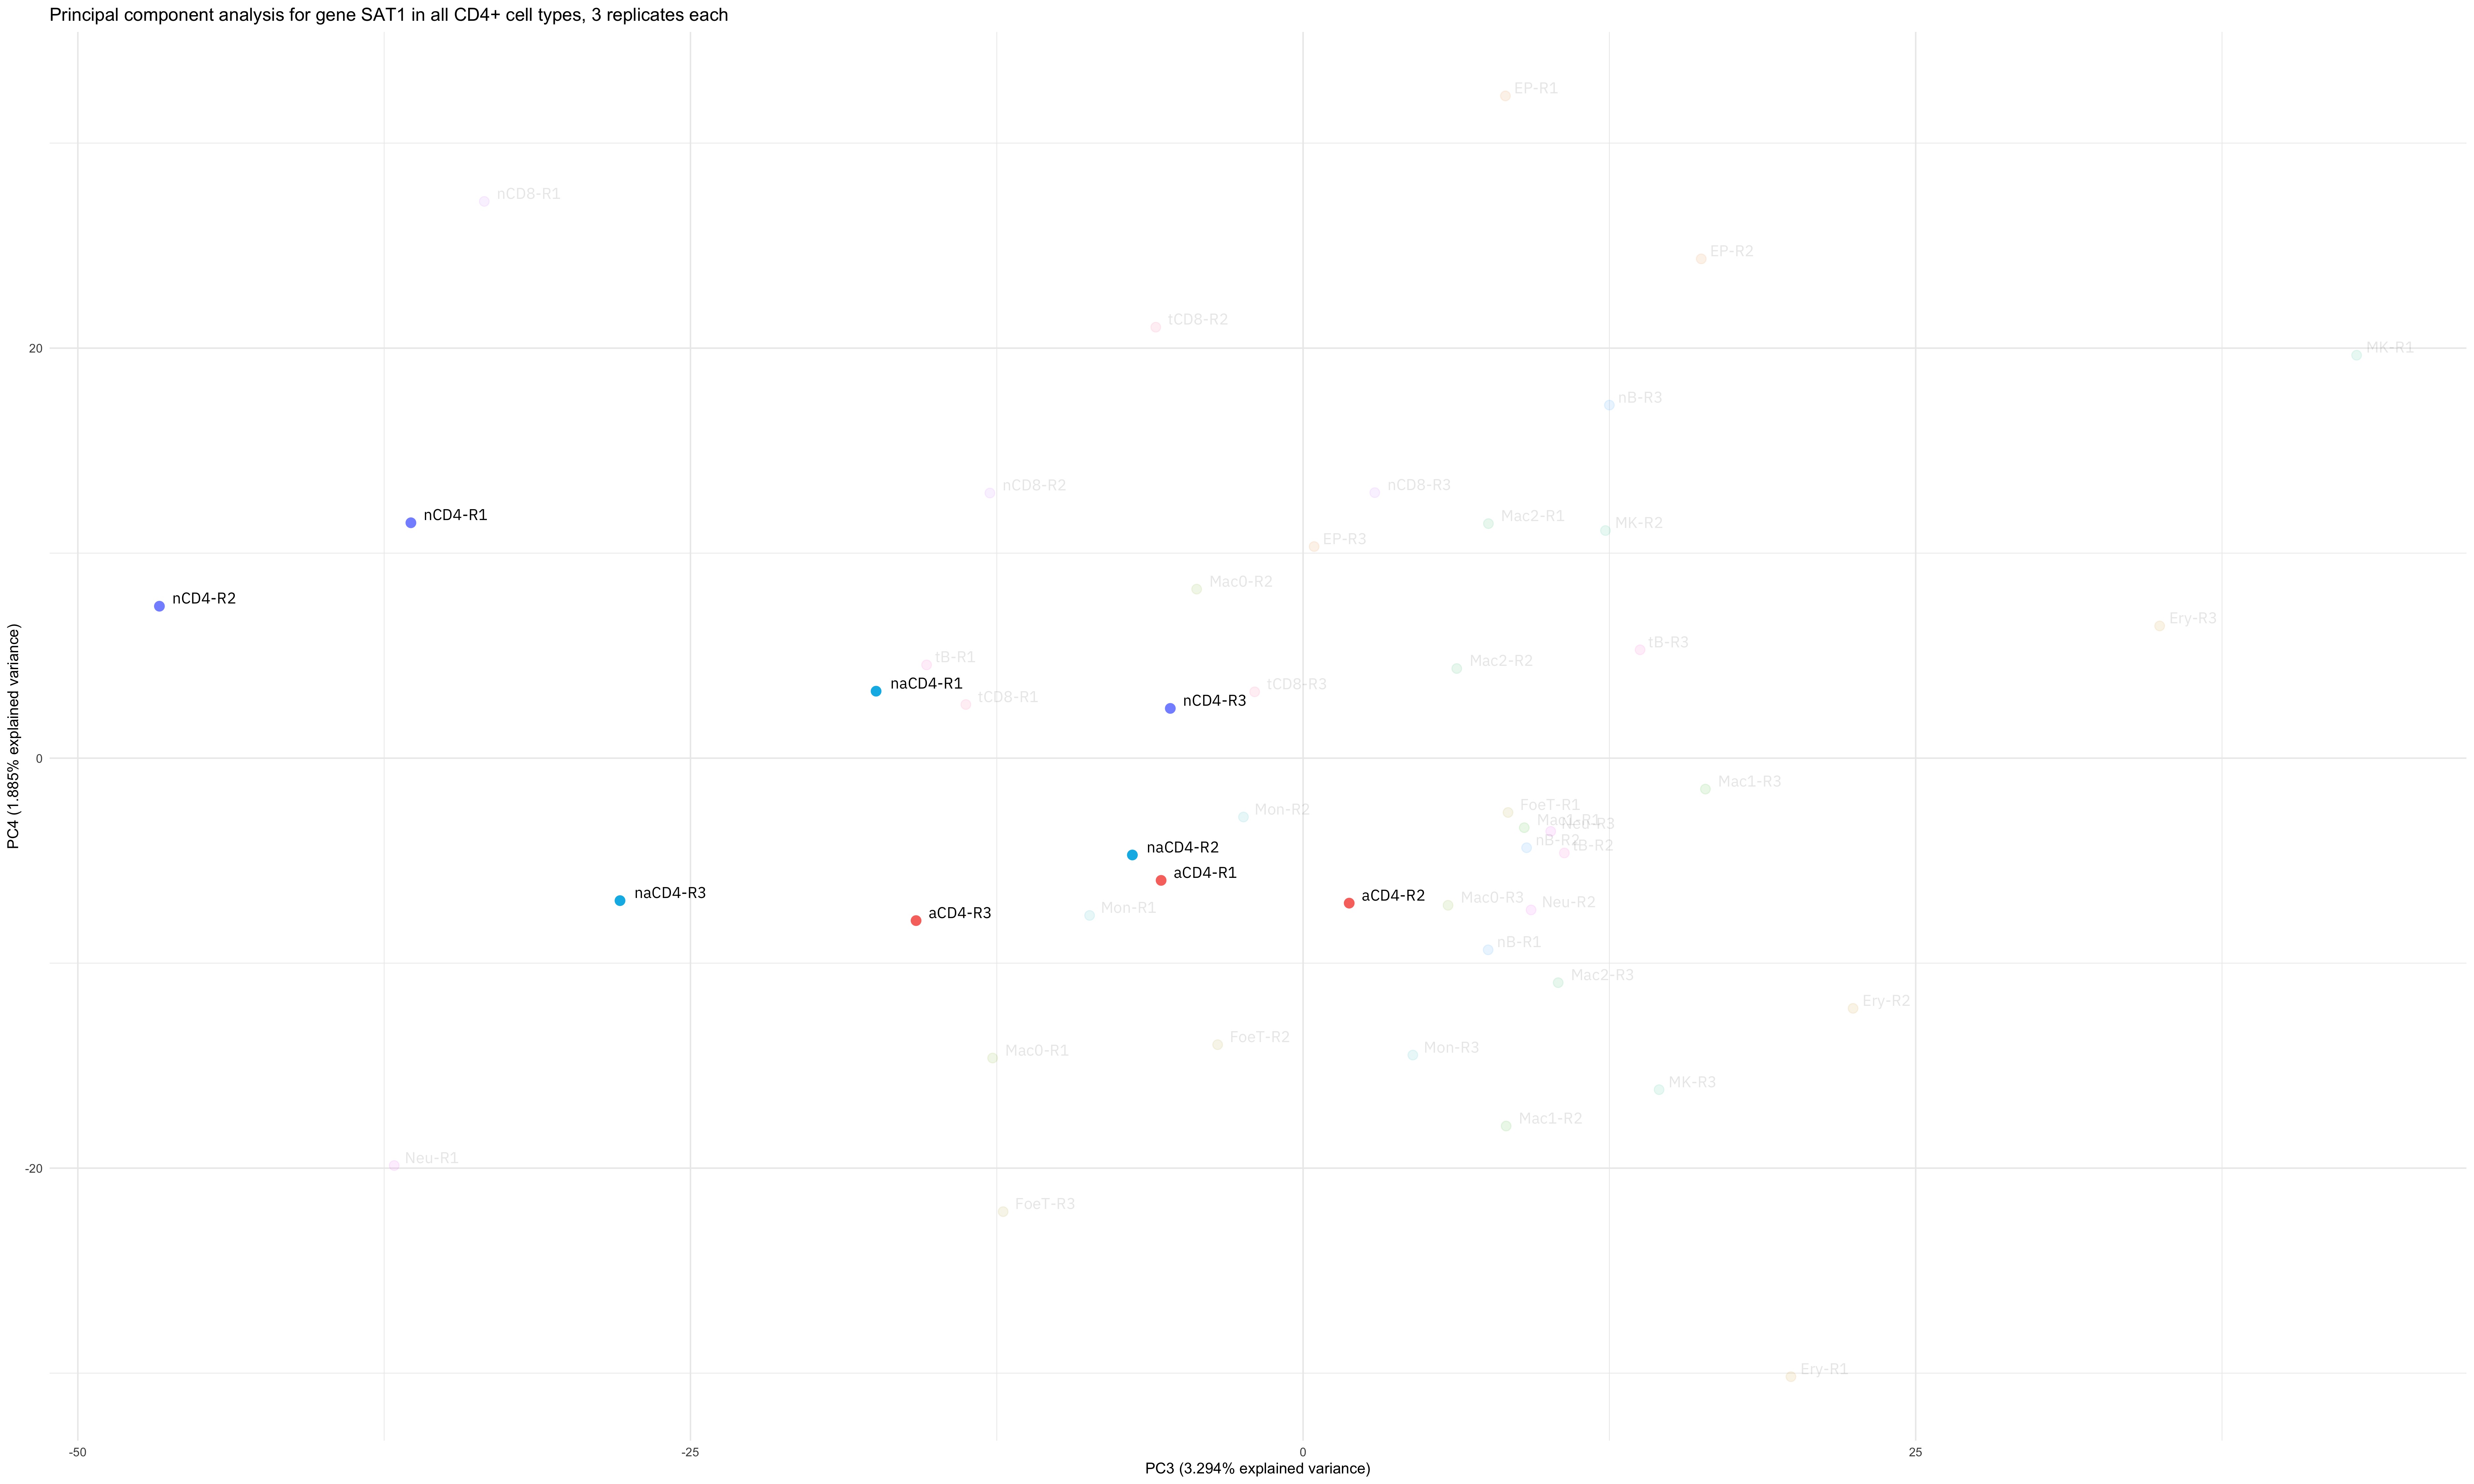 Principal component analysis for gene SAT1 in all CD4+ cell types, 3 replicates each
EP-R1
nCD8-R1
EP-R2
tCD8-R2
20
MK-R1
nB-R3
nCD8-R2
nCD8-R3
nCD4-R1
Mac2-R1
MK-R2
EP-R3
Mac0-R2
nCD4-R2
Ery-R3
tB-R3
tB-R1
Mac2-R2
naCD4-R1
tCD8-R3
tCD8-R1
nCD4-R3
0
PC4 (1.885% explained variance)
Mac1-R3
FoeT-R1
Mon-R2
Mac1-R1
Neu-R3
nB-R2
tB-R2
naCD4-R2
aCD4-R1
naCD4-R3
aCD4-R2
Mac0-R3
Neu-R2
Mon-R1
aCD4-R3
nB-R1
Mac2-R3
Ery-R2
FoeT-R2
Mac0-R1
Mon-R3
MK-R3
Mac1-R2
Neu-R1
-20
FoeT-R3
Ery-R1
-50
-25
0
25
PC3 (3.294% explained variance)